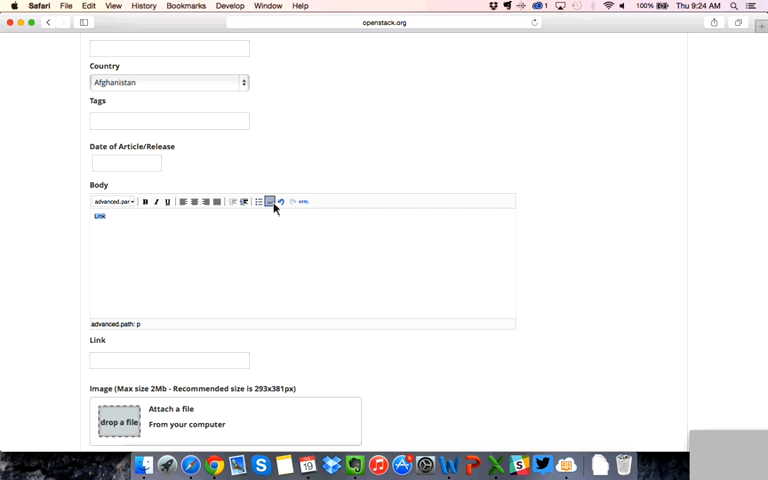 Safari File Edit View History Bookmarks Develop Window Help 1 100% Thu 9:24 AM
openstack.org
Country
Afghanistan
Tags
Date of Article/Release
Body
advanced.par B I U HTML
Link
advanced.path: p
Link
Image (Max size 2Mb - Recommended size is 293x381px)
Attach a file
drop a file
From your computer